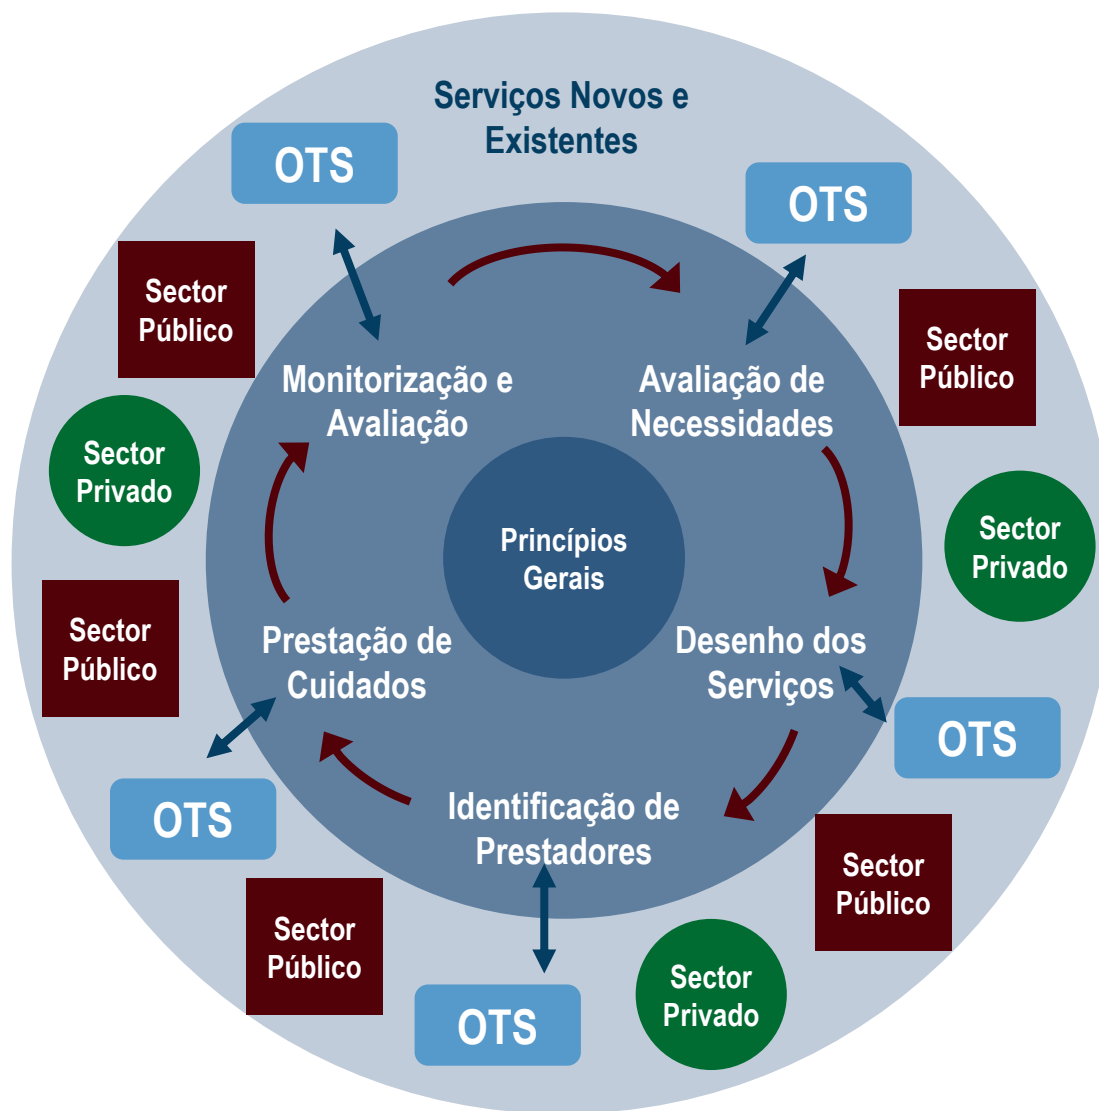 Serviços Novos e
Existentes
OTS
OTS
Sector
Público
Sector
Público
Monitorização e
Avaliação
Avaliação de
Necessidades
Sector
Privado
Sector
Privado
Princípios
Gerais
Sector
Público
Prestação de
Cuidados
Desenho dos
Serviços
OTS
OTS
Identificação de
Prestadores
Sector
Público
Sector
Público
OTS
Sector
Privado